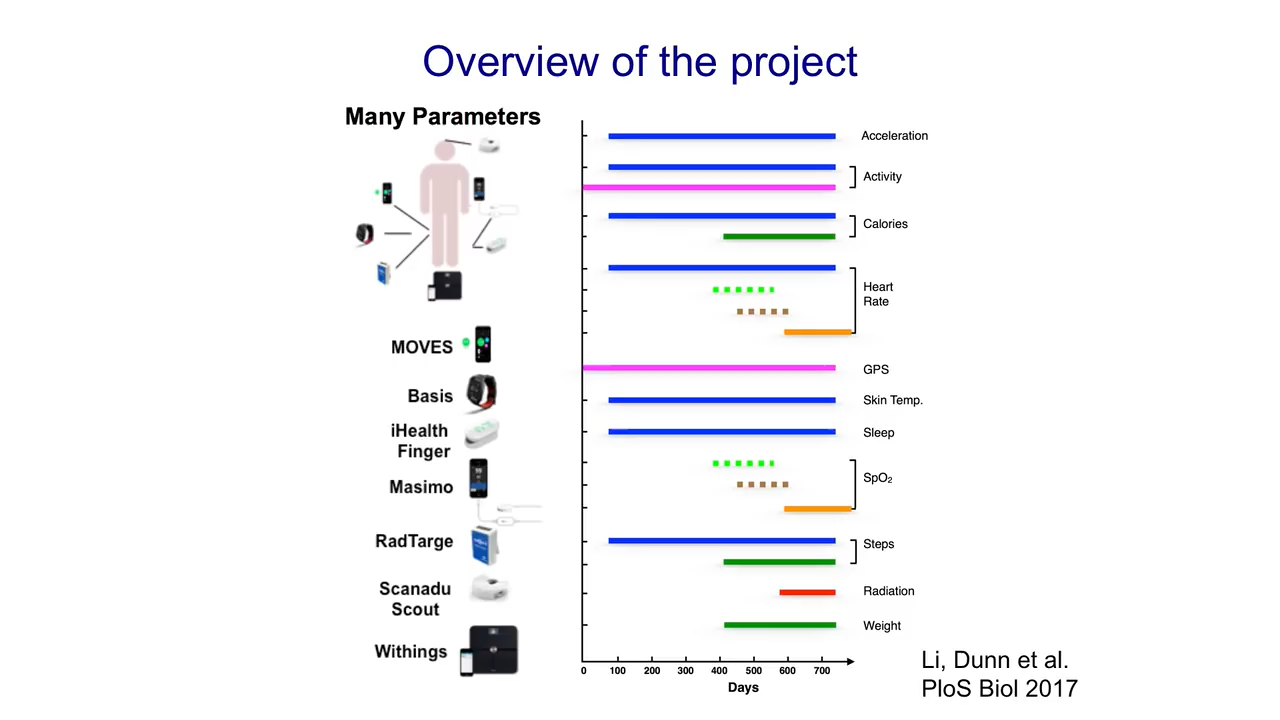 Overview of the project
Many Parameters
MOVES
Basis
iHealth
Finger
Masimo
RadTarge
Scanadu
Scout
Withings
Acceleration
Activity
Calories
Heart
Rate
GPS
Skin Temp.
Sleep
SpO₂
Steps
Radiation
Weight
0 100 200 300 400 500 600 700
Days
Li, Dunn et al.
PloS Biol 2017